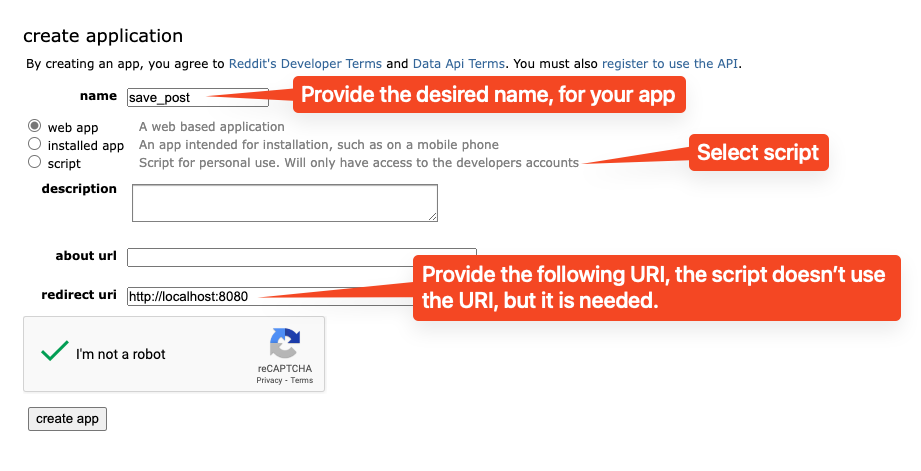 create application
By creating an app, you agree to Reddit's Developer Terms and Data Api Terms. You must also register to use the API.
name save_post Provide the desired name, for your app
web app A web based application
installed app An app intended for installation, such as on a mobile phone
script Script for personal use. Will only have access to the developers accounts Select script
description
about url
redirect uri http://localhost:8080 Provide the following URI, the script doesn't use
the URI, but it is needed.
I'm not a robot
reCAPTCHA
Privacy - Terms
create app